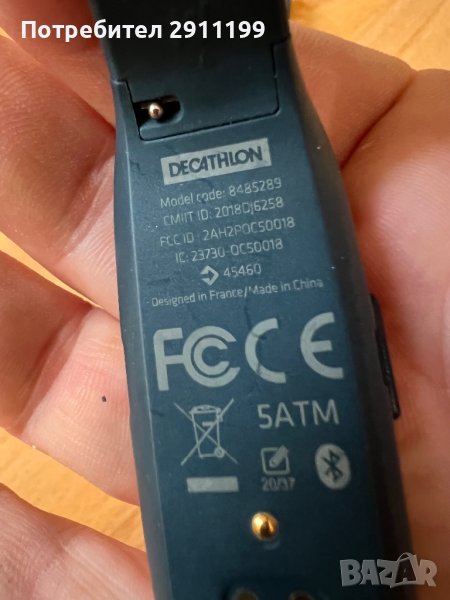 Потребител 2911199
DECATHLON
Model code: 8485289
CMIIT ID: 2018DJ6258
FCC ID : 2AH2POC50018
IC: 23730-OC50018
45460
Designed in France/Made in China
FC CE
5ATM
20/37
BAZAR